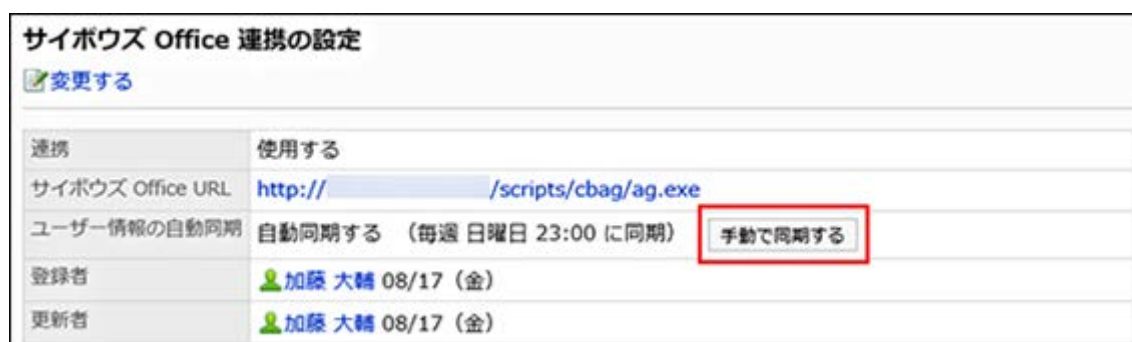 サイボウズ Office 連携の設定
変更する
連携 使用する
サイボウズ Office URL http:// /scripts/cbag/ag.exe
ユーザー情報の自動同期 自動同期する (毎週 日曜日 23:00 に同期) 手動で同期する
登録者 加藤 大輔 08/17 (金)
更新者 加藤 大輔 08/17 (金)